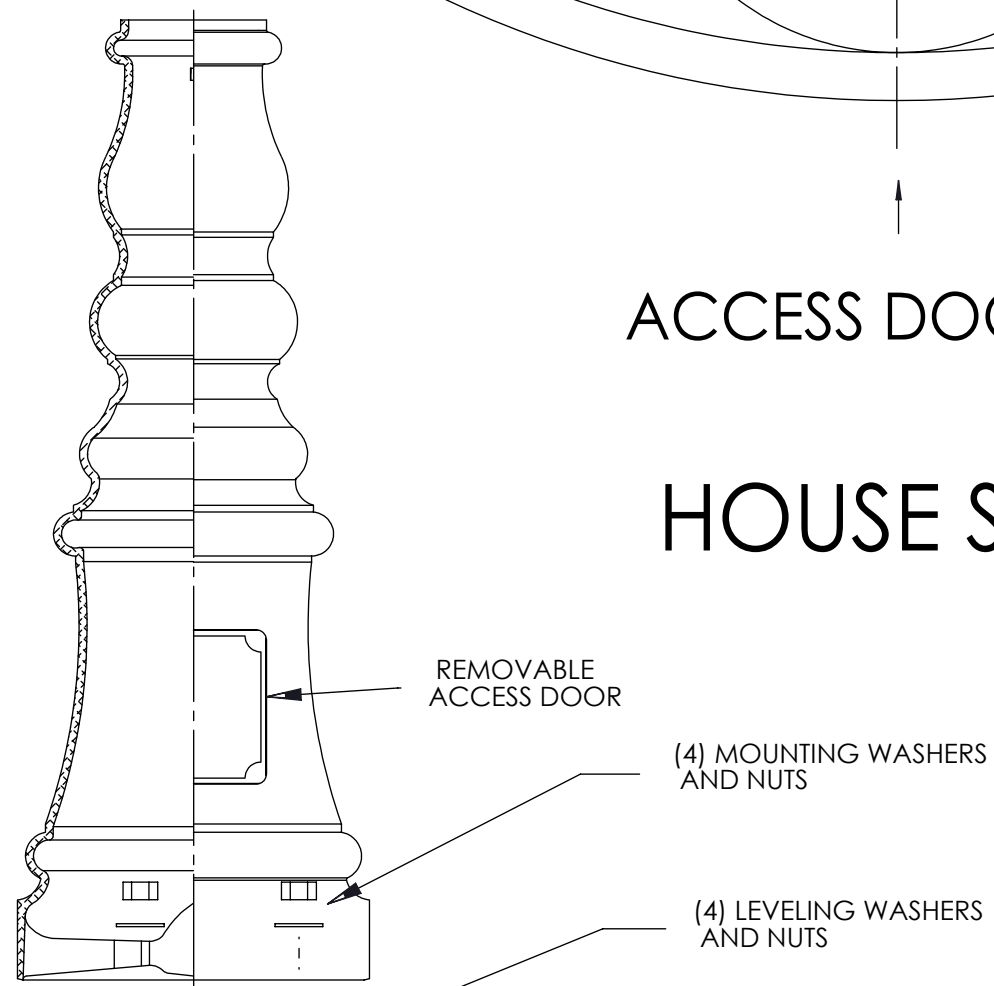 ACCESS DOO
HOUSE S
REMOVABLE
ACCESS DOOR
(4) MOUNTING WASHERS
AND NUTS
(4) LEVELING WASHERS
AND NUTS